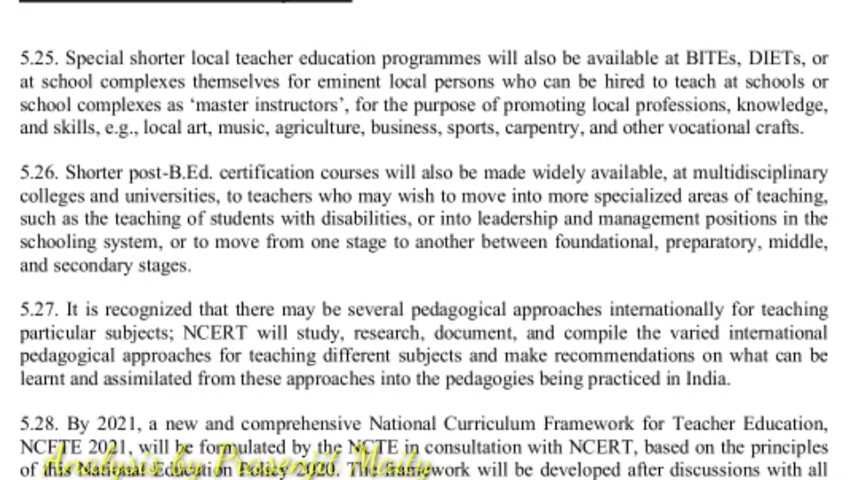 5.25. Special shorter local teacher education programmes will also be available at BITEs, DIETs, or
at school complexes themselves for eminent local persons who can be hired to teach at schools or
school complexes as ‘master instructors’, for the purpose of promoting local professions, knowledge,
and skills, e.g., local art, music, agriculture, business, sports, carpentry, and other vocational crafts.
5.26. Shorter post-B.Ed. certification courses will also be made widely available, at multidisciplinary
colleges and universities, to teachers who may wish to move into more specialized areas of teaching,
such as the teaching of students with disabilities, or into leadership and management positions in the
schooling system, or to move from one stage to another between foundational, preparatory, middle,
and secondary stages.
5.27. It is recognized that there may be several pedagogical approaches internationally for teaching
particular subjects; NCERT will study, research, document, and compile the varied international
pedagogical approaches for teaching different subjects and make recommendations on what can be
learnt and assimilated from these approaches into the pedagogies being practiced in India.
5.28. By 2021, a new and comprehensive National Curriculum Framework for Teacher Education,
NCFTE 2021, will be formulated by the NCTE in consultation with NCERT, based on the principles
of this National Education Policy 2020. The framework will be developed after discussions with all
Analysis by Prasenjit Maity